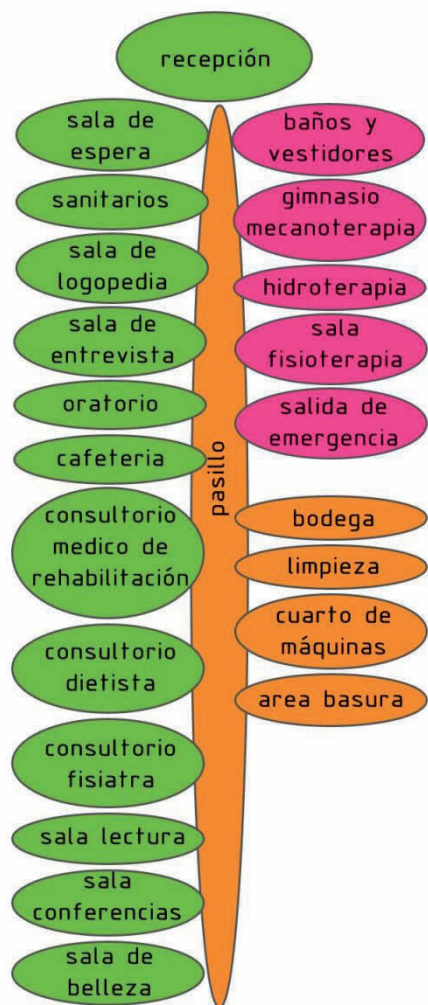 recepción
sala de
espera
sanitarios
sala de
logopedia
sala de
entrevista
oratorio
cafeteria
consultorio
medico de
rehabilitación
consultorio
dietista
consultorio
fisiatra
sala lectura
sala
conferencias
sala de
belleza
pasillo
baños y
vestidores
gimnasio
mecanoterapia
hidroterapia
sala
fisioterapia
salida de
emergencia
bodega
limpieza
cuarto de
máquinas
area basura